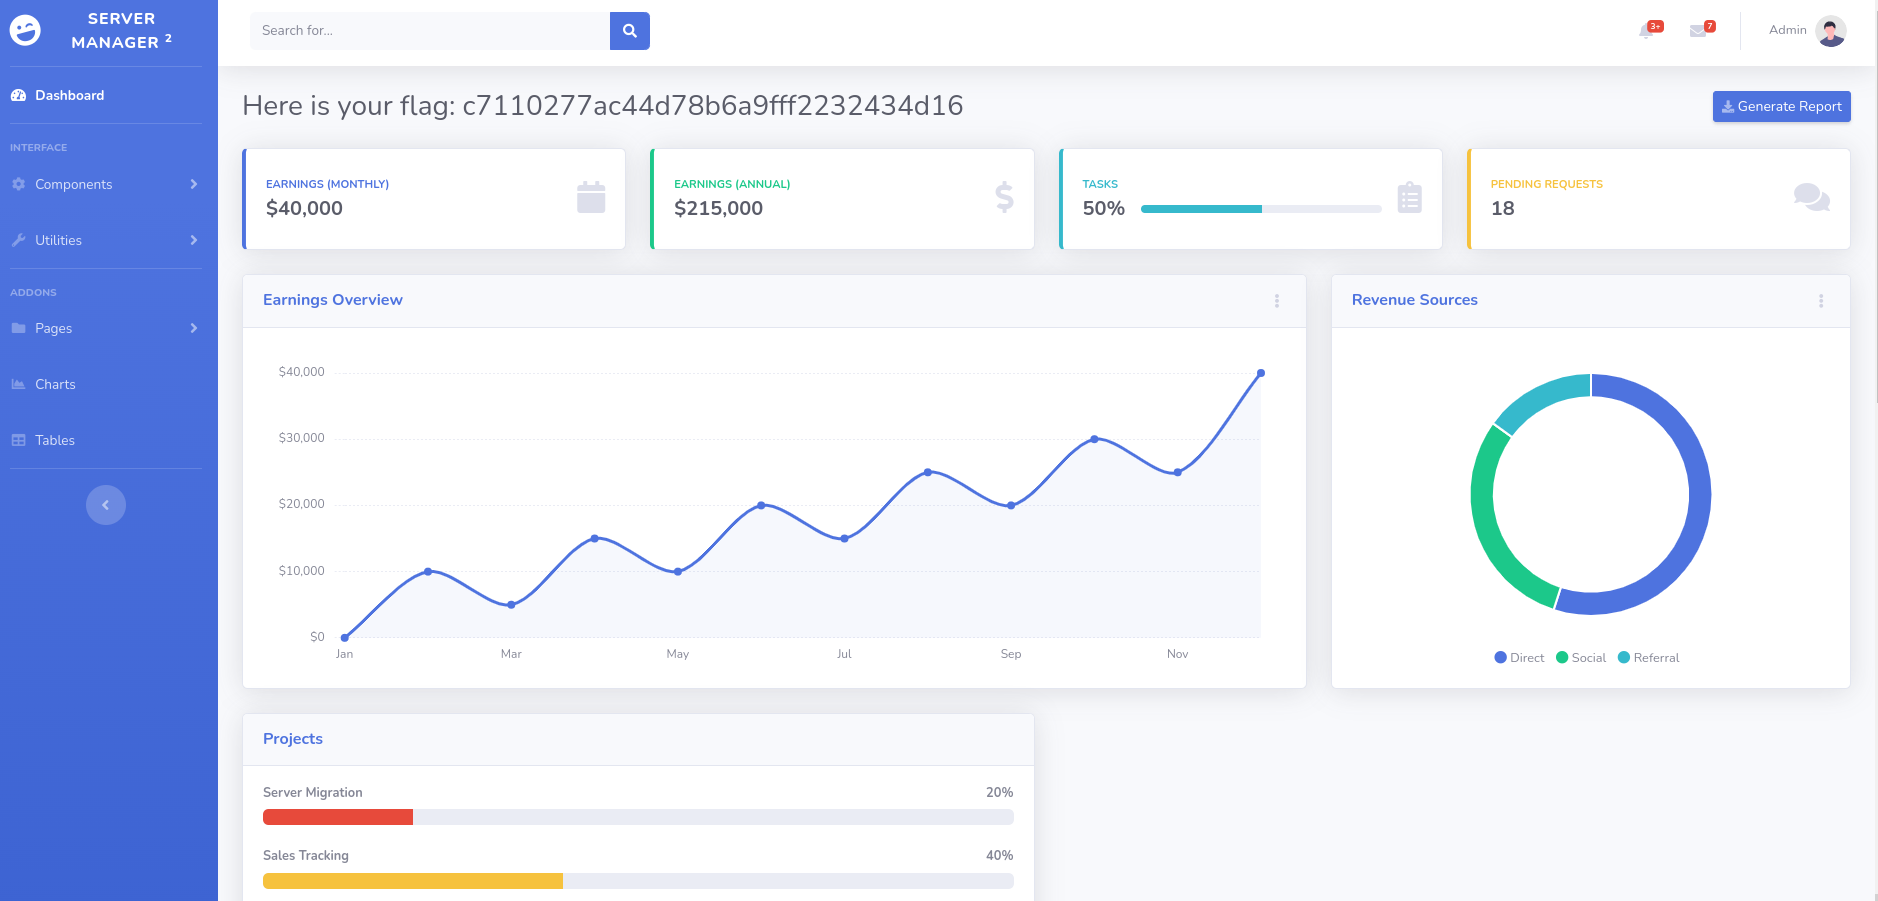 SERVER
MANAGER 2
Dashboard
INTERFACE
Components
Utilities
ADDONS
Pages
Charts
Tables
Search for...
3+
7
Admin
Here is your flag: c7110277ac44d78b6a9fff2232434d16
Generate Report
EARNINGS (MONTHLY)
$40,000
EARNINGS (ANNUAL)
$215,000
TASKS
50%
PENDING REQUESTS
18
Earnings Overview
$40,000
$30,000
$20,000
$10,000
$0
Jan Mar May Jul Sep Nov
Revenue Sources
Direct Social Referral
Projects
Server Migration 20%
Sales Tracking 40%